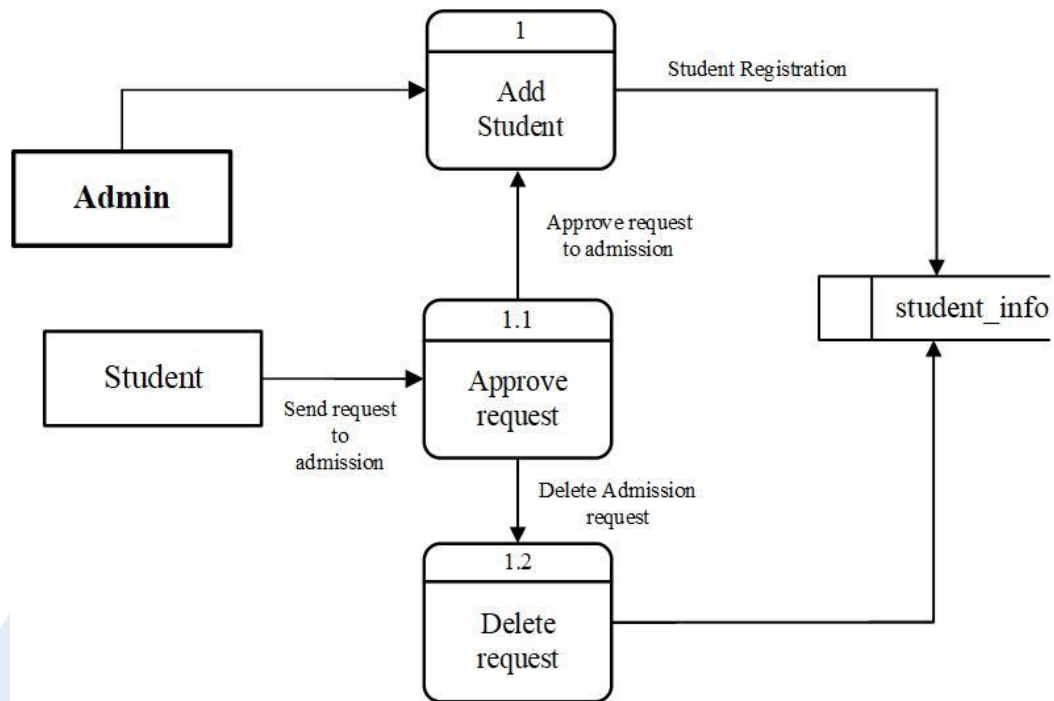 1
Add
Student
Student Registration
Admin
Approve request
to admission
student_info
1.1
Approve
request
Student
Send request
to
admission
Delete Admission
request
1.2
Delete
request